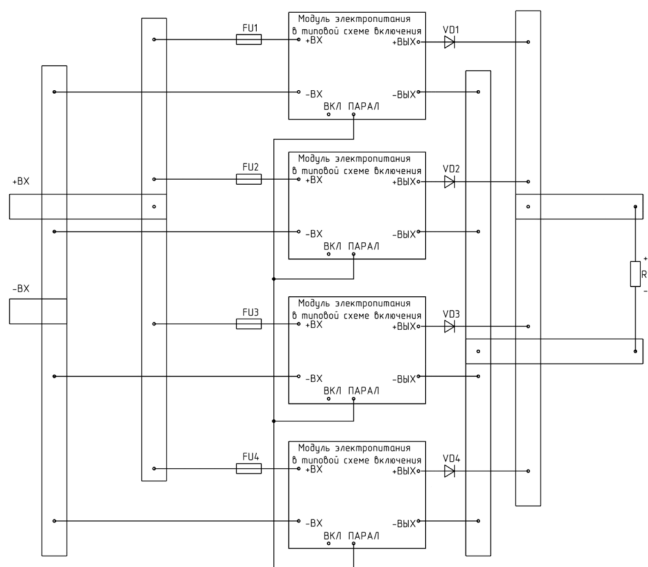 FU1
Модуль электропитания
в типовой схеме включения
+ВХ
+ВЫХ
VD1
-ВХ
-ВЫХ
ВКЛ ПАРАЛ
+ВХ
FU2
Модуль электропитания
в типовой схеме включения
+ВХ
+ВЫХ
VD2
-ВХ
-ВЫХ
ВКЛ ПАРАЛ
+
R
-
-ВХ
FU3
Модуль электропитания
в типовой схеме включения
+ВХ
+ВЫХ
VD3
-ВХ
-ВЫХ
ВКЛ ПАРАЛ
FU4
Модуль электропитания
в типовой схеме включения
+ВХ
+ВЫХ
VD4
-ВХ
-ВЫХ
ВКЛ ПАРАЛ